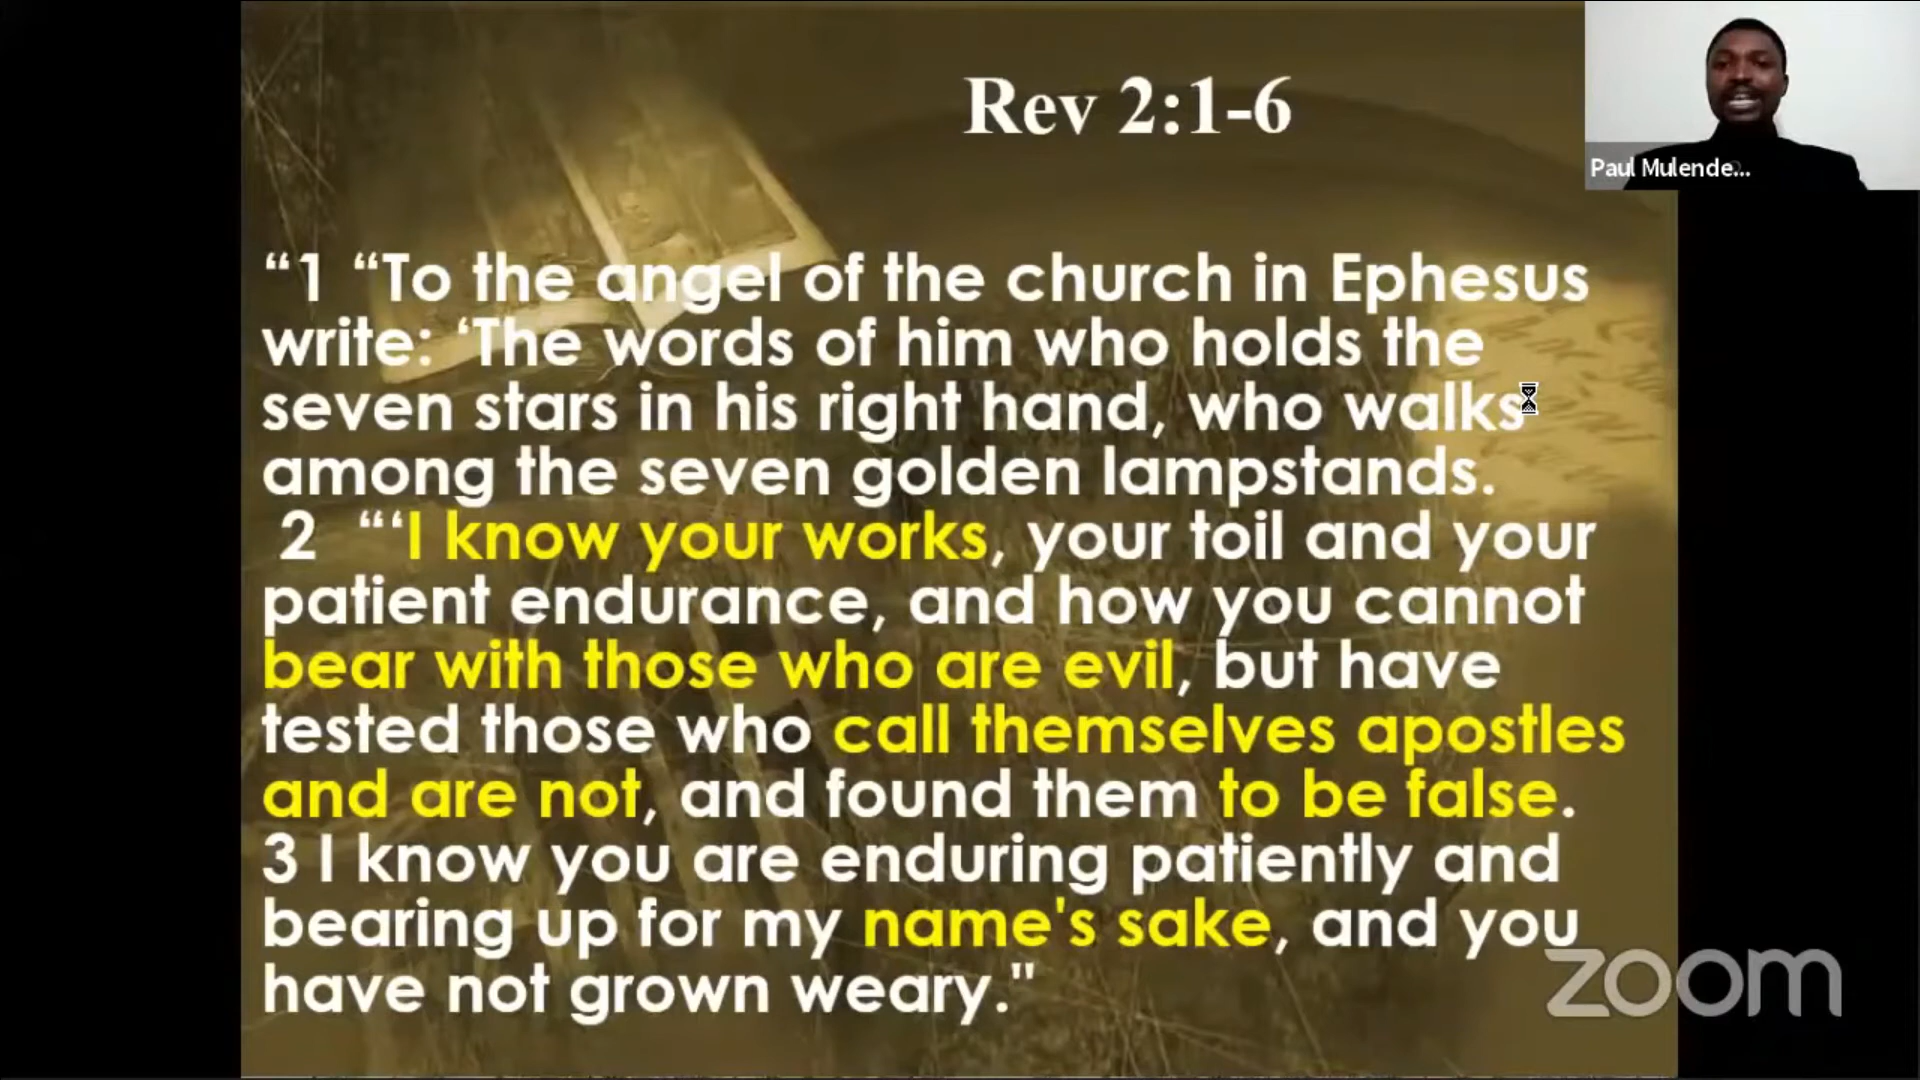 Rev 2:1-6
Paul Mulende...
“1 “To the angel of the church in Ephesus
write: ‘The words of him who holds the
seven stars in his right hand, who walks
among the seven golden lampstands.
2 “‘I know your works, your toil and your
patient endurance, and how you cannot
bear with those who are evil, but have
tested those who call themselves apostles
and are not, and found them to be false.
3 I know you are enduring patiently and
bearing up for my name's sake, and you
have not grown weary."
zoom